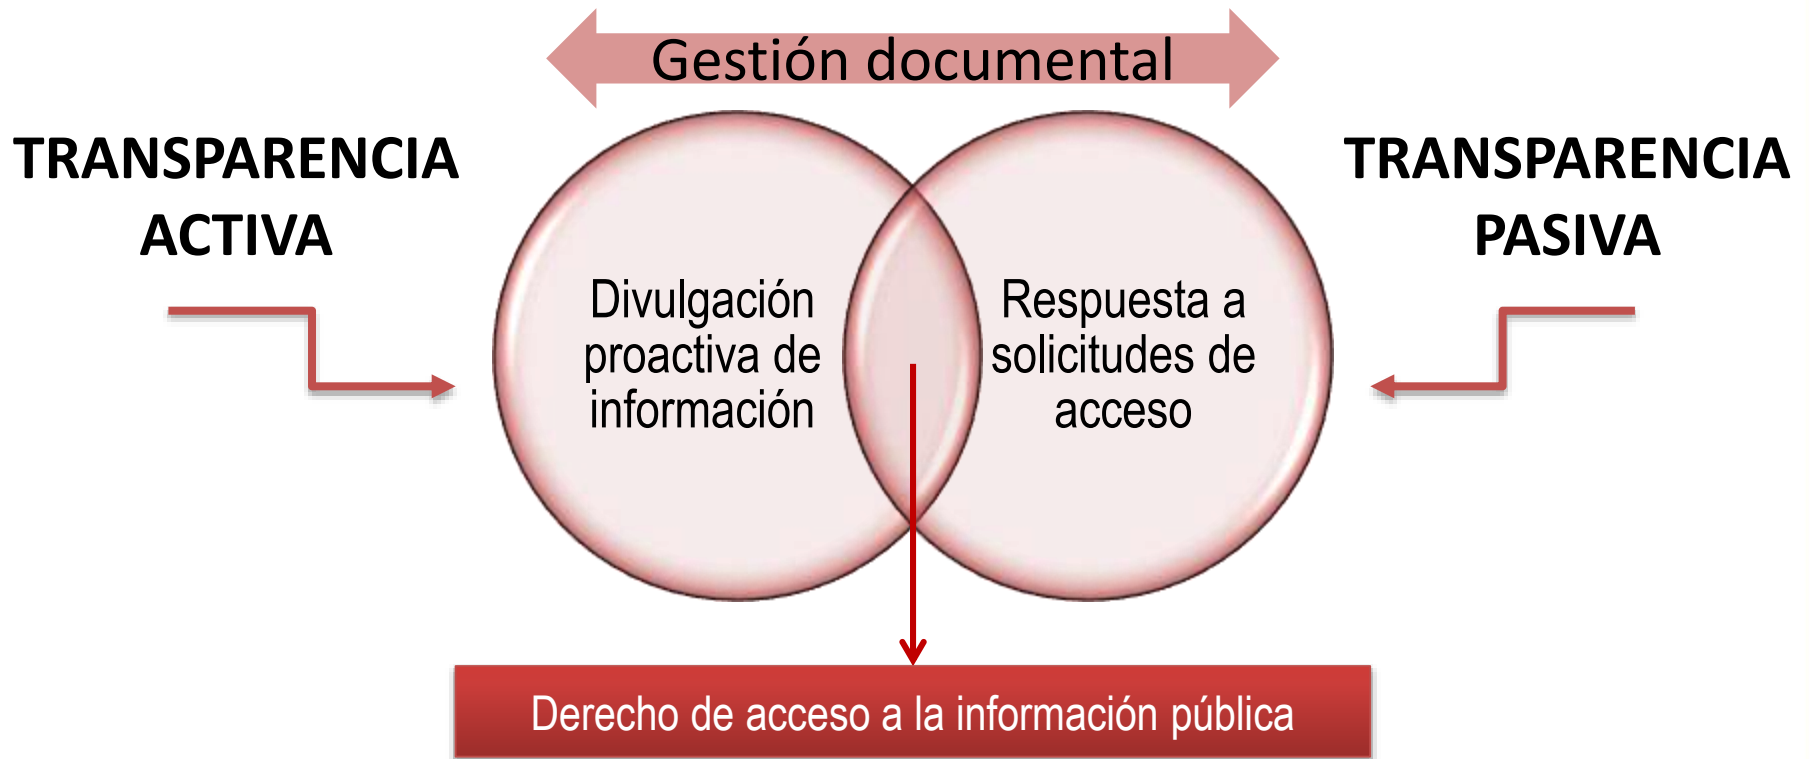 Gestión documental
TRANSPARENCIA
ACTIVA
TRANSPARENCIA
PASIVA
Divulgación
proactiva de
información
Respuesta a
solicitudes de
acceso
Derecho de acceso a la información pública